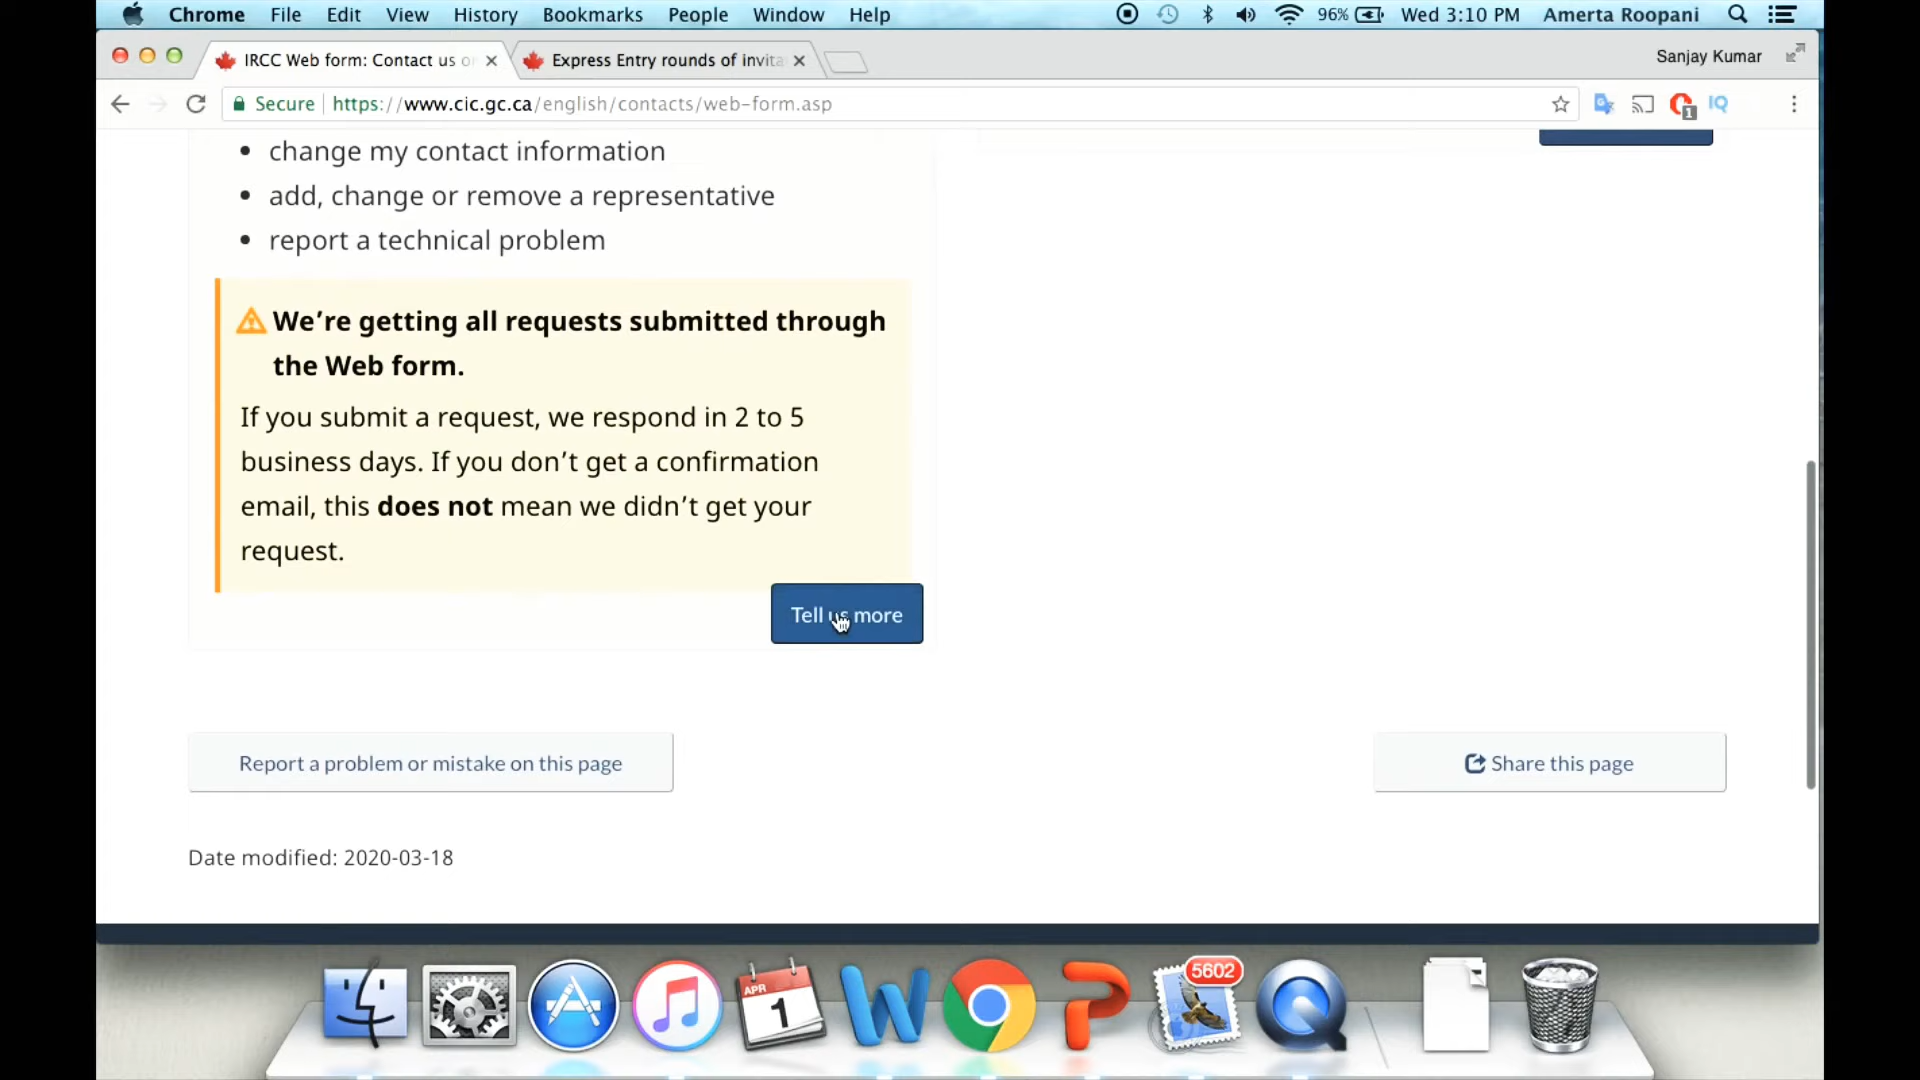 Chrome File Edit View History Bookmarks People Window Help 96% Wed 3:10 PM Amerta Roopani
IRCC Web form: Contact us o Express Entry rounds of invita Sanjay Kumar
Secure https://www.cic.gc.ca/english/contacts/web-form.asp 1 IQ
• change my contact information
• add, change or remove a representative
• report a technical problem
We're getting all requests submitted through
the Web form.
If you submit a request, we respond in 2 to 5
business days. If you don't get a confirmation
email, this does not mean we didn't get your
request.
Tell us more
Report a problem or mistake on this page Share this page
Date modified: 2020-03-18
5602
APR
1